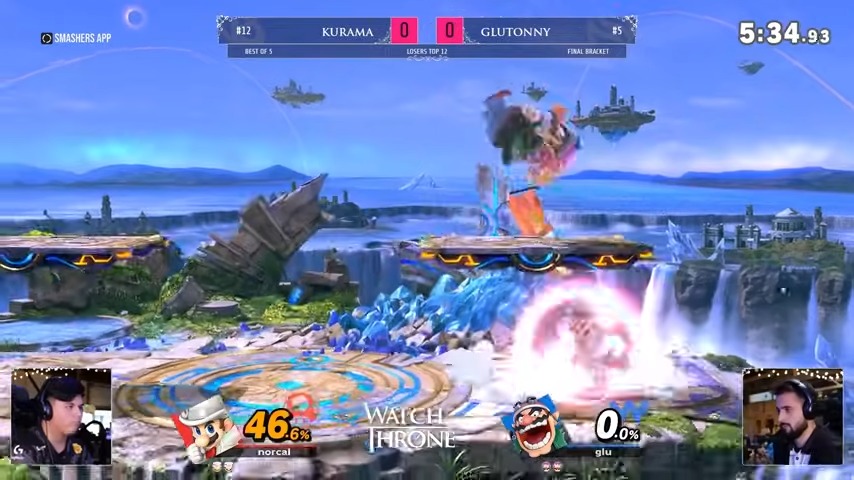 SMASHERS APP
#12 KURAMA 0 0 GLUTONNY #5
BEST OF 5 LOSERS TOP 12 FINAL BRACKET
5:34.93
46.6%
norcal
WATCH
THRONE
0.0%
glu